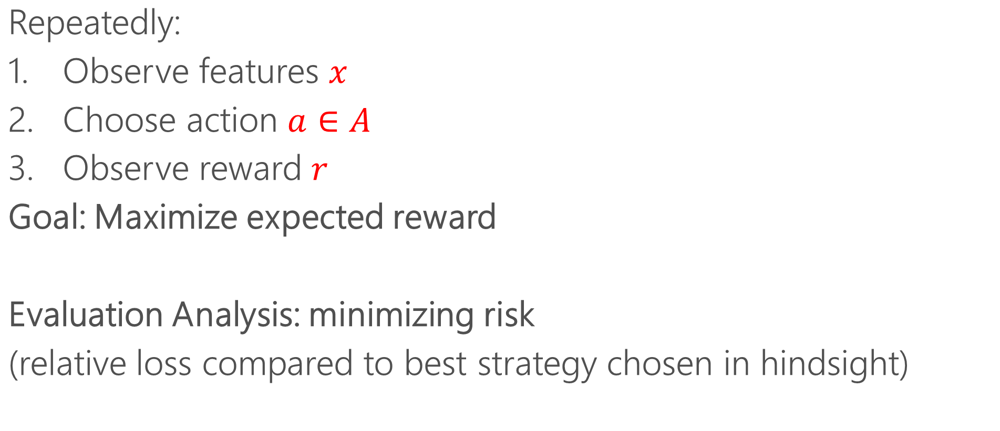 Repeatedly:
1. Observe features x
2. Choose action a ∈ A
3. Observe reward r
Goal: Maximize expected reward
Evaluation Analysis: minimizing risk
(relative loss compared to best strategy chosen in hindsight)